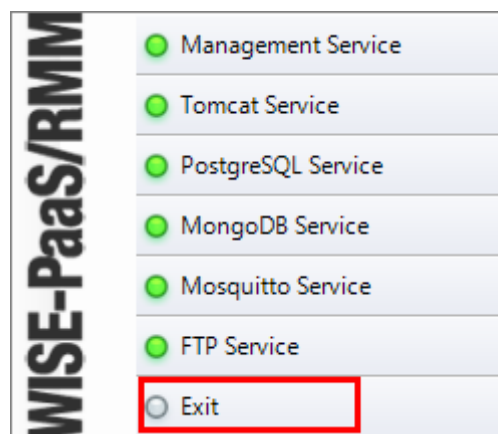 WISE-PaaS/RMM
Management Service
Tomcat Service
PostgreSQL Service
MongoDB Service
Mosquitto Service
FTP Service
Exit